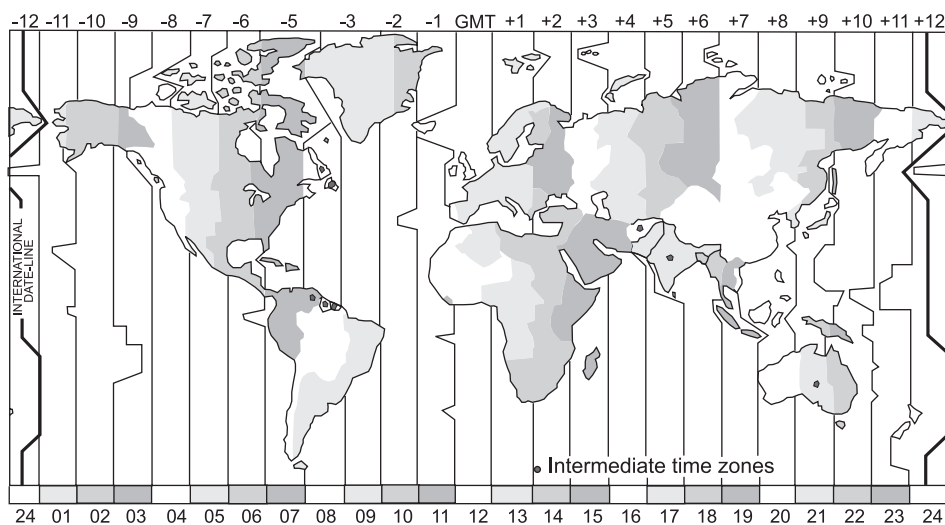 -12 -11 -10 -9 -8 -7 -6 -5 -3 -2 -1 GMT +1 +2 +3 +4 +5 +6 +7 +8 +9 +10 +11 +12
INTERNATIONAL
DATE-LINE
Intermediate time zones
24 01 02 03 04 05 06 07 08 09 10 11 12 13 14 15 16 17 18 19 20 21 22 23 24